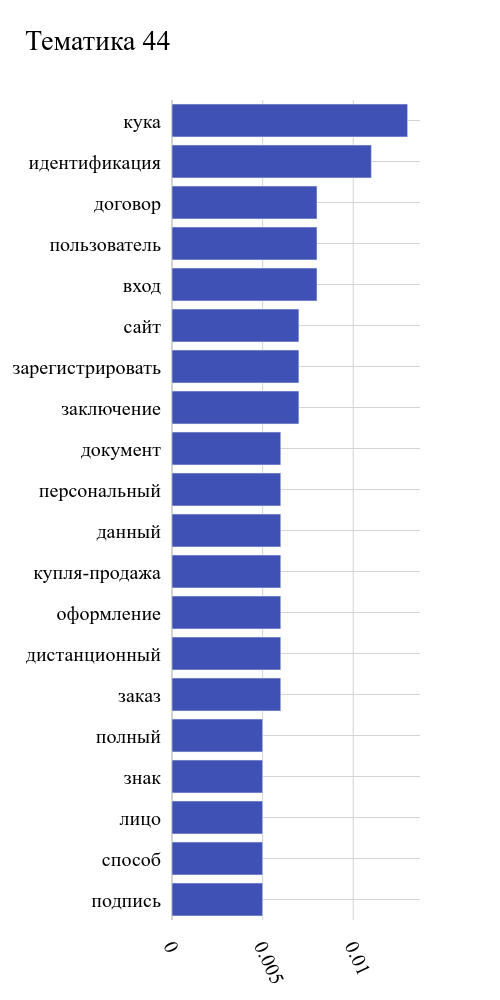 Тематика 44
кука
идентификация
договор
пользователь
вход
сайт
зарегистрировать
заключение
документ
персональный
данный
купля-продажа
оформление
дистанционный
заказ
полный
знак
лицо
способ
подпись
0
0.005
0.01